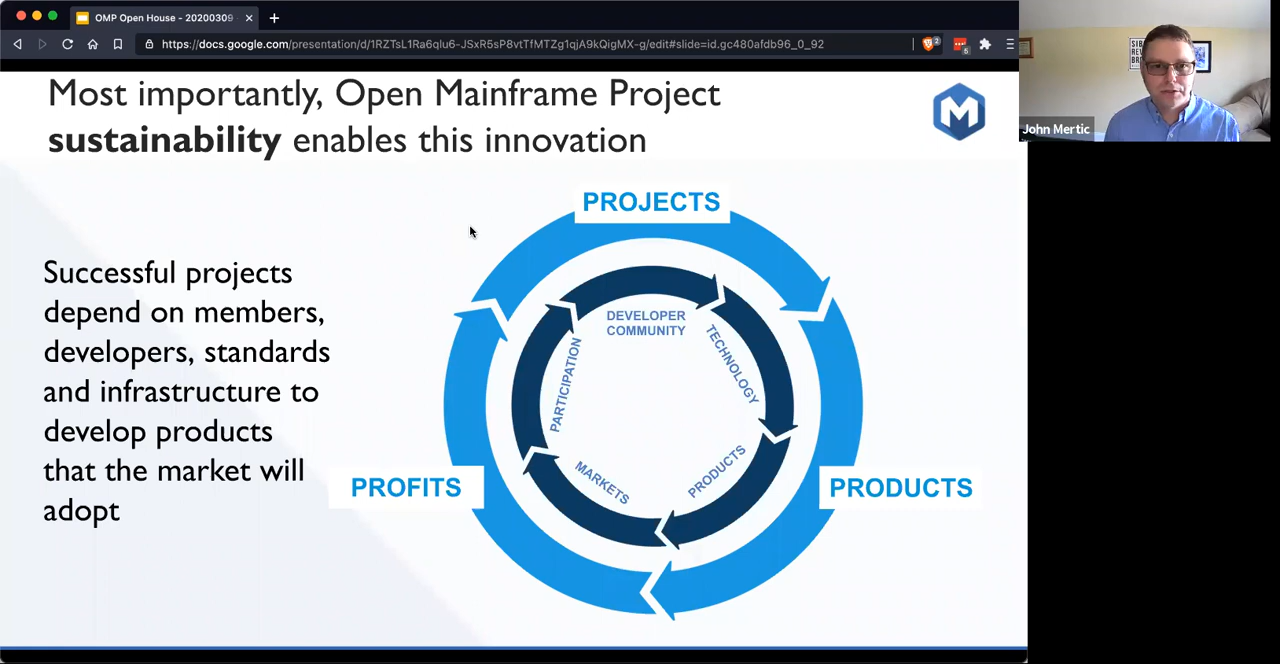 OMP Open House - 20200309
https://docs.google.com/presentation/d/1RZTsL1Ra6qlu6-JSxR5sP8vtTfMTZg1qjA9kQigMX-g/edit#slide=id.gc480afdb96_0_92
2
5
Most importantly, Open Mainframe Project
sustainability enables this innovation
M
John Mertic
Successful projects
depend on members,
developers, standards
and infrastructure to
develop products
that the market will
adopt
PROJECTS
PRODUCTS
PROFITS
DEVELOPER
COMMUNITY
TECHNOLOGY
PRODUCTS
MARKETS
PARTICIPATION